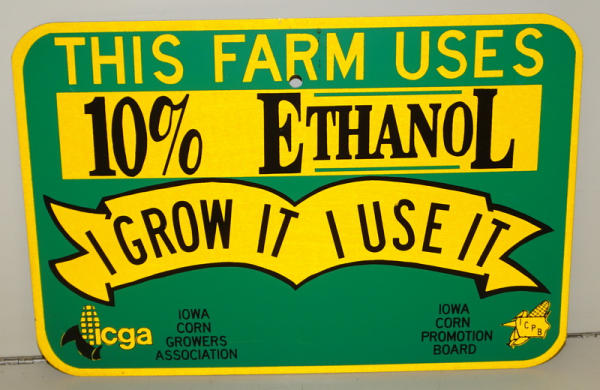 THIS FARM USES
10% ETHANOL
I GROW IT I USE IT
icga
IOWA
CORN
GROWERS
ASSOCIATION
IOWA
CORN
PROMOTION
BOARD
ICPB